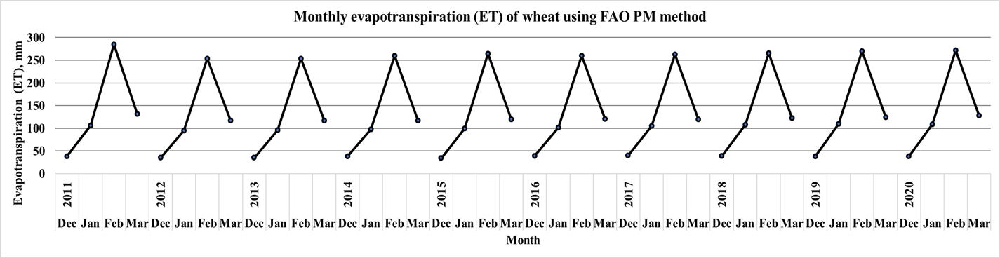 Monthly evapotranspiration (ET) of wheat using FAO PM method
Evapotranspiration (ET), mm
300
250
200
150
100
50
0
2011 2012 2013 2014 2015 2016 2017 2018 2019 2020
Dec Jan Feb Mar Dec Jan Feb Mar Dec Jan Feb Mar Dec Jan Feb Mar Dec Jan Feb Mar Dec Jan Feb Mar Dec Jan Feb Mar Dec Jan Feb Mar Dec Jan Feb Mar Dec Jan Feb Mar
Month